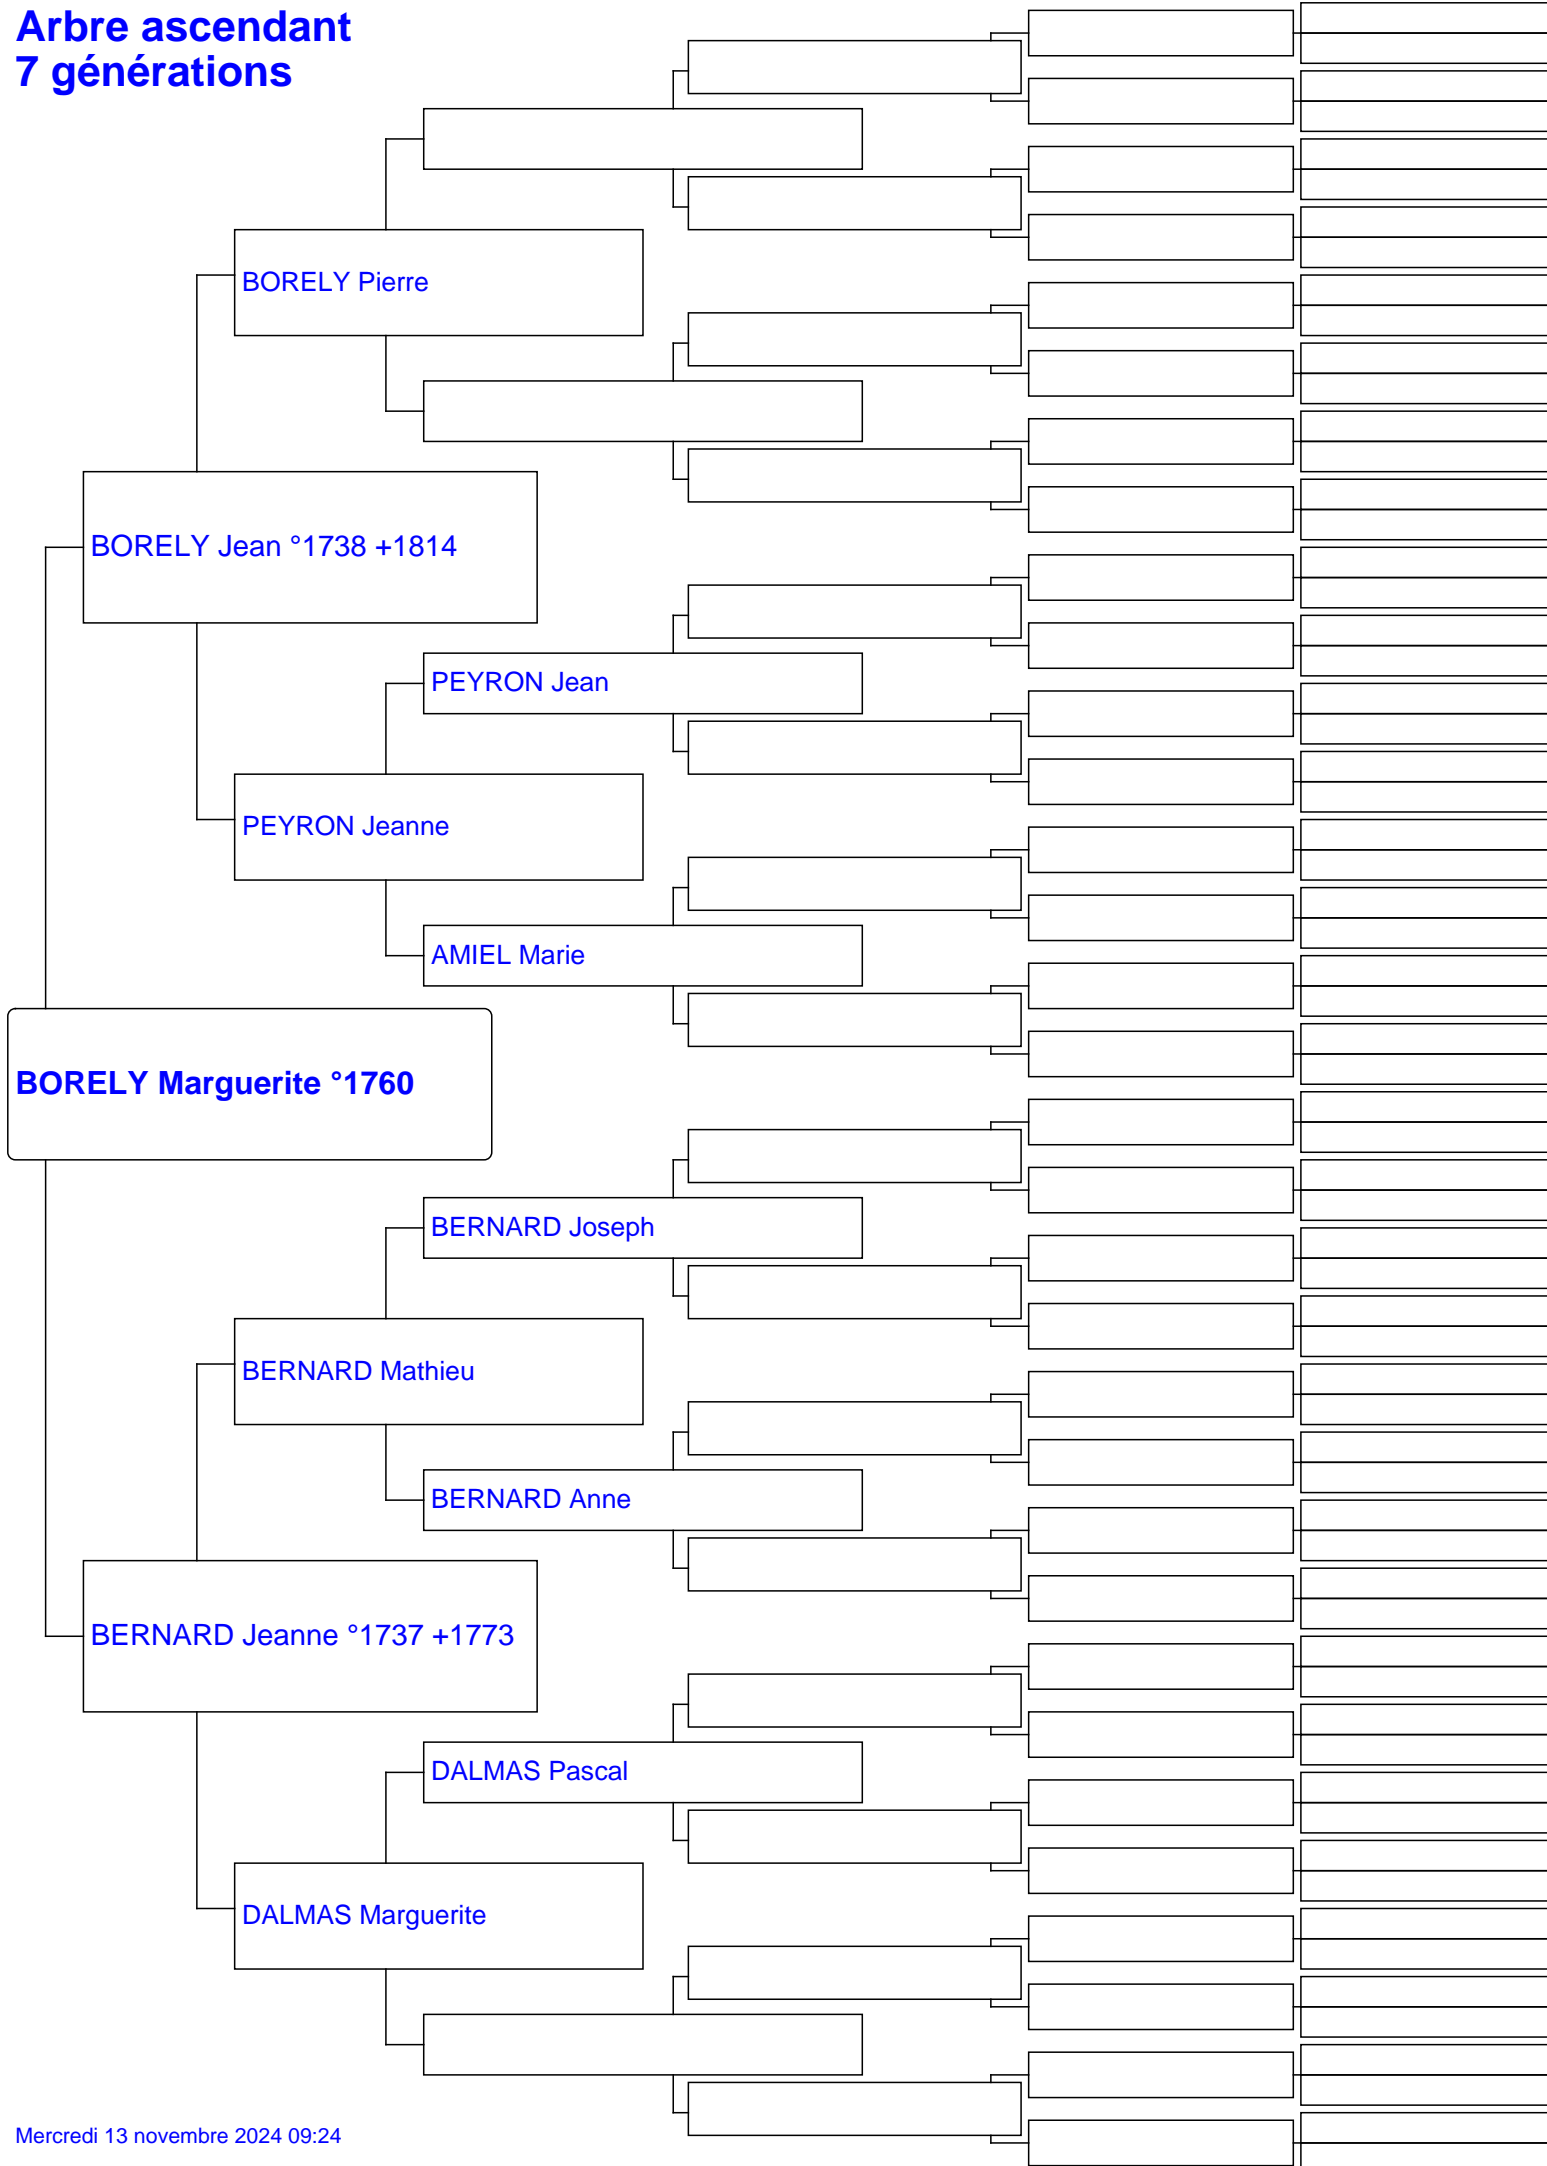 Arbre ascendant
7 générations
BORELY Pierre
BORELY Jean °1738 +1814
PEYRON Jean
PEYRON Jeanne
AMIEL Marie
BORELY Marguerite °1760
BERNARD Joseph
BERNARD Mathieu
BERNARD Anne
BERNARD Jeanne °1737 +1773
DALMAS Pascal
DALMAS Marguerite
Mercredi 13 novembre 2024 09:24